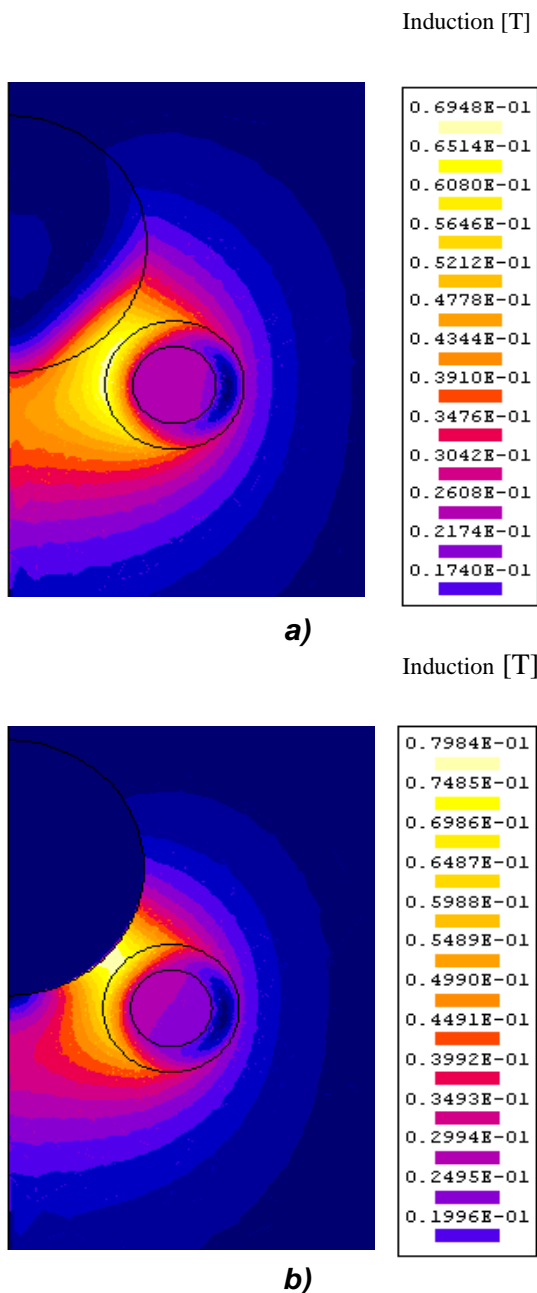 Induction [T]
0.6948E-01
0.6514E-01
0.6080E-01
0.5646E-01
0.5212E-01
0.4778E-01
0.4344E-01
0.3910E-01
0.3476E-01
0.3042E-01
0.2608E-01
0.2174E-01
0.1740E-01
a)
Induction [T]
0.7984E-01
0.7485E-01
0.6986E-01
0.6487E-01
0.5988E-01
0.5489E-01
0.4990E-01
0.4491E-01
0.3992E-01
0.3493E-01
0.2994E-01
0.2495E-01
0.1996E-01
b)